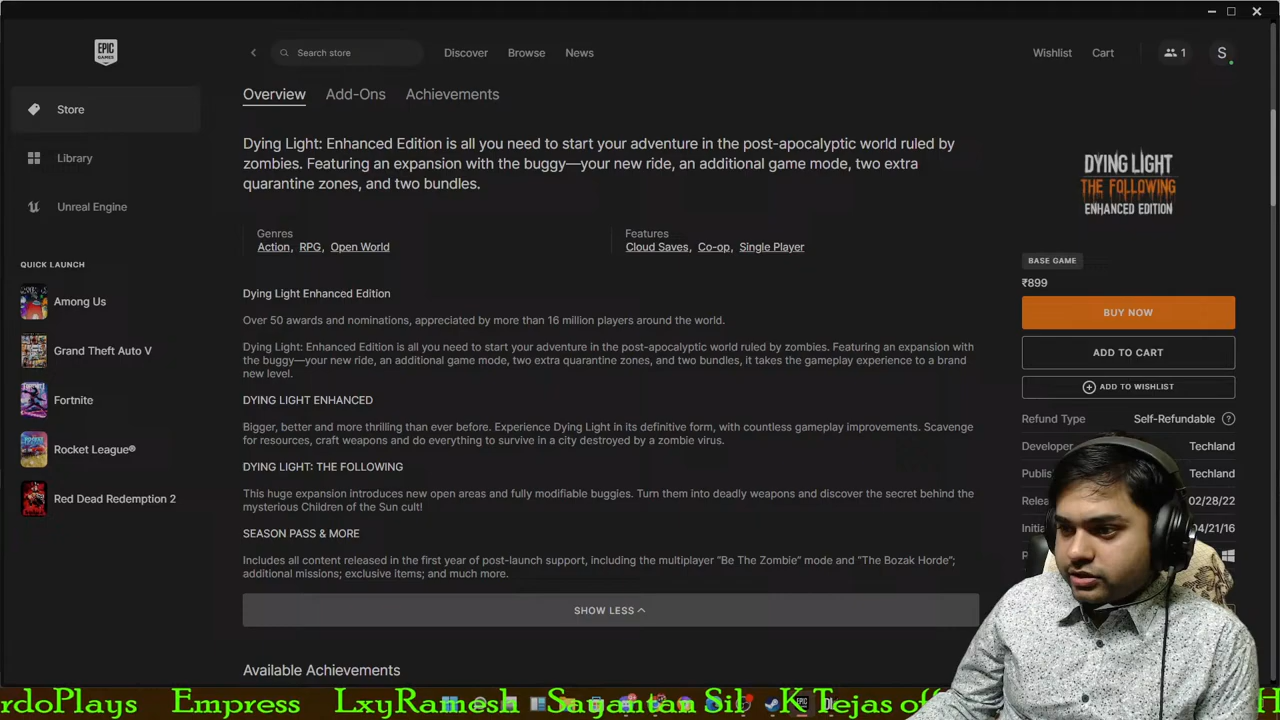 EPIC
GAMES
Search store
Discover
Browse
News
Wishlist
Cart
1
S
Store
Library
Unreal Engine
QUICK LAUNCH
Among Us
Grand Theft Auto V
Fortnite
Rocket League®
Red Dead Redemption 2
Overview
Add-Ons
Achievements
Dying Light: Enhanced Edition is all you need to start your adventure in the post-apocalyptic world ruled by
zombies. Featuring an expansion with the buggy—your new ride, an additional game mode, two extra
quarantine zones, and two bundles.
Genres
Action, RPG, Open World
Features
Cloud Saves, Co-op, Single Player
Dying Light Enhanced Edition
Over 50 awards and nominations, appreciated by more than 16 million players around the world.
Dying Light: Enhanced Edition is all you need to start your adventure in the post-apocalyptic world ruled by zombies. Featuring an expansion with
the buggy—your new ride, an additional game mode, two extra quarantine zones, and two bundles, it takes the gameplay experience to a brand
new level.
DYING LIGHT ENHANCED
Bigger, better and more thrilling than ever before. Experience Dying Light in its definitive form, with countless gameplay improvements. Scavenge
for resources, craft weapons and do everything to survive in a city destroyed by a zombie virus.
DYING LIGHT: THE FOLLOWING
This huge expansion introduces new open areas and fully modifiable buggies. Turn them into deadly weapons and discover the secret behind the
mysterious Children of the Sun cult!
SEASON PASS & MORE
Includes all content released in the first year of post-launch support, including the multiplayer "Be The Zombie" mode and "The Bozak Horde";
additional missions; exclusive items; and much more.
SHOW LESS
Available Achievements
DYING LIGHT
THE FOLLOWING
ENHANCED EDITION
BASE GAME
₹899
BUY NOW
ADD TO CART
ADD TO WISHLIST
Refund Type Self-Refundable
Developer Techland
Publis Techland
Relea 02/28/22
Initia 04/21/16
rdoPlays Empress LxyRamesh Sayantan Sil K Tejas